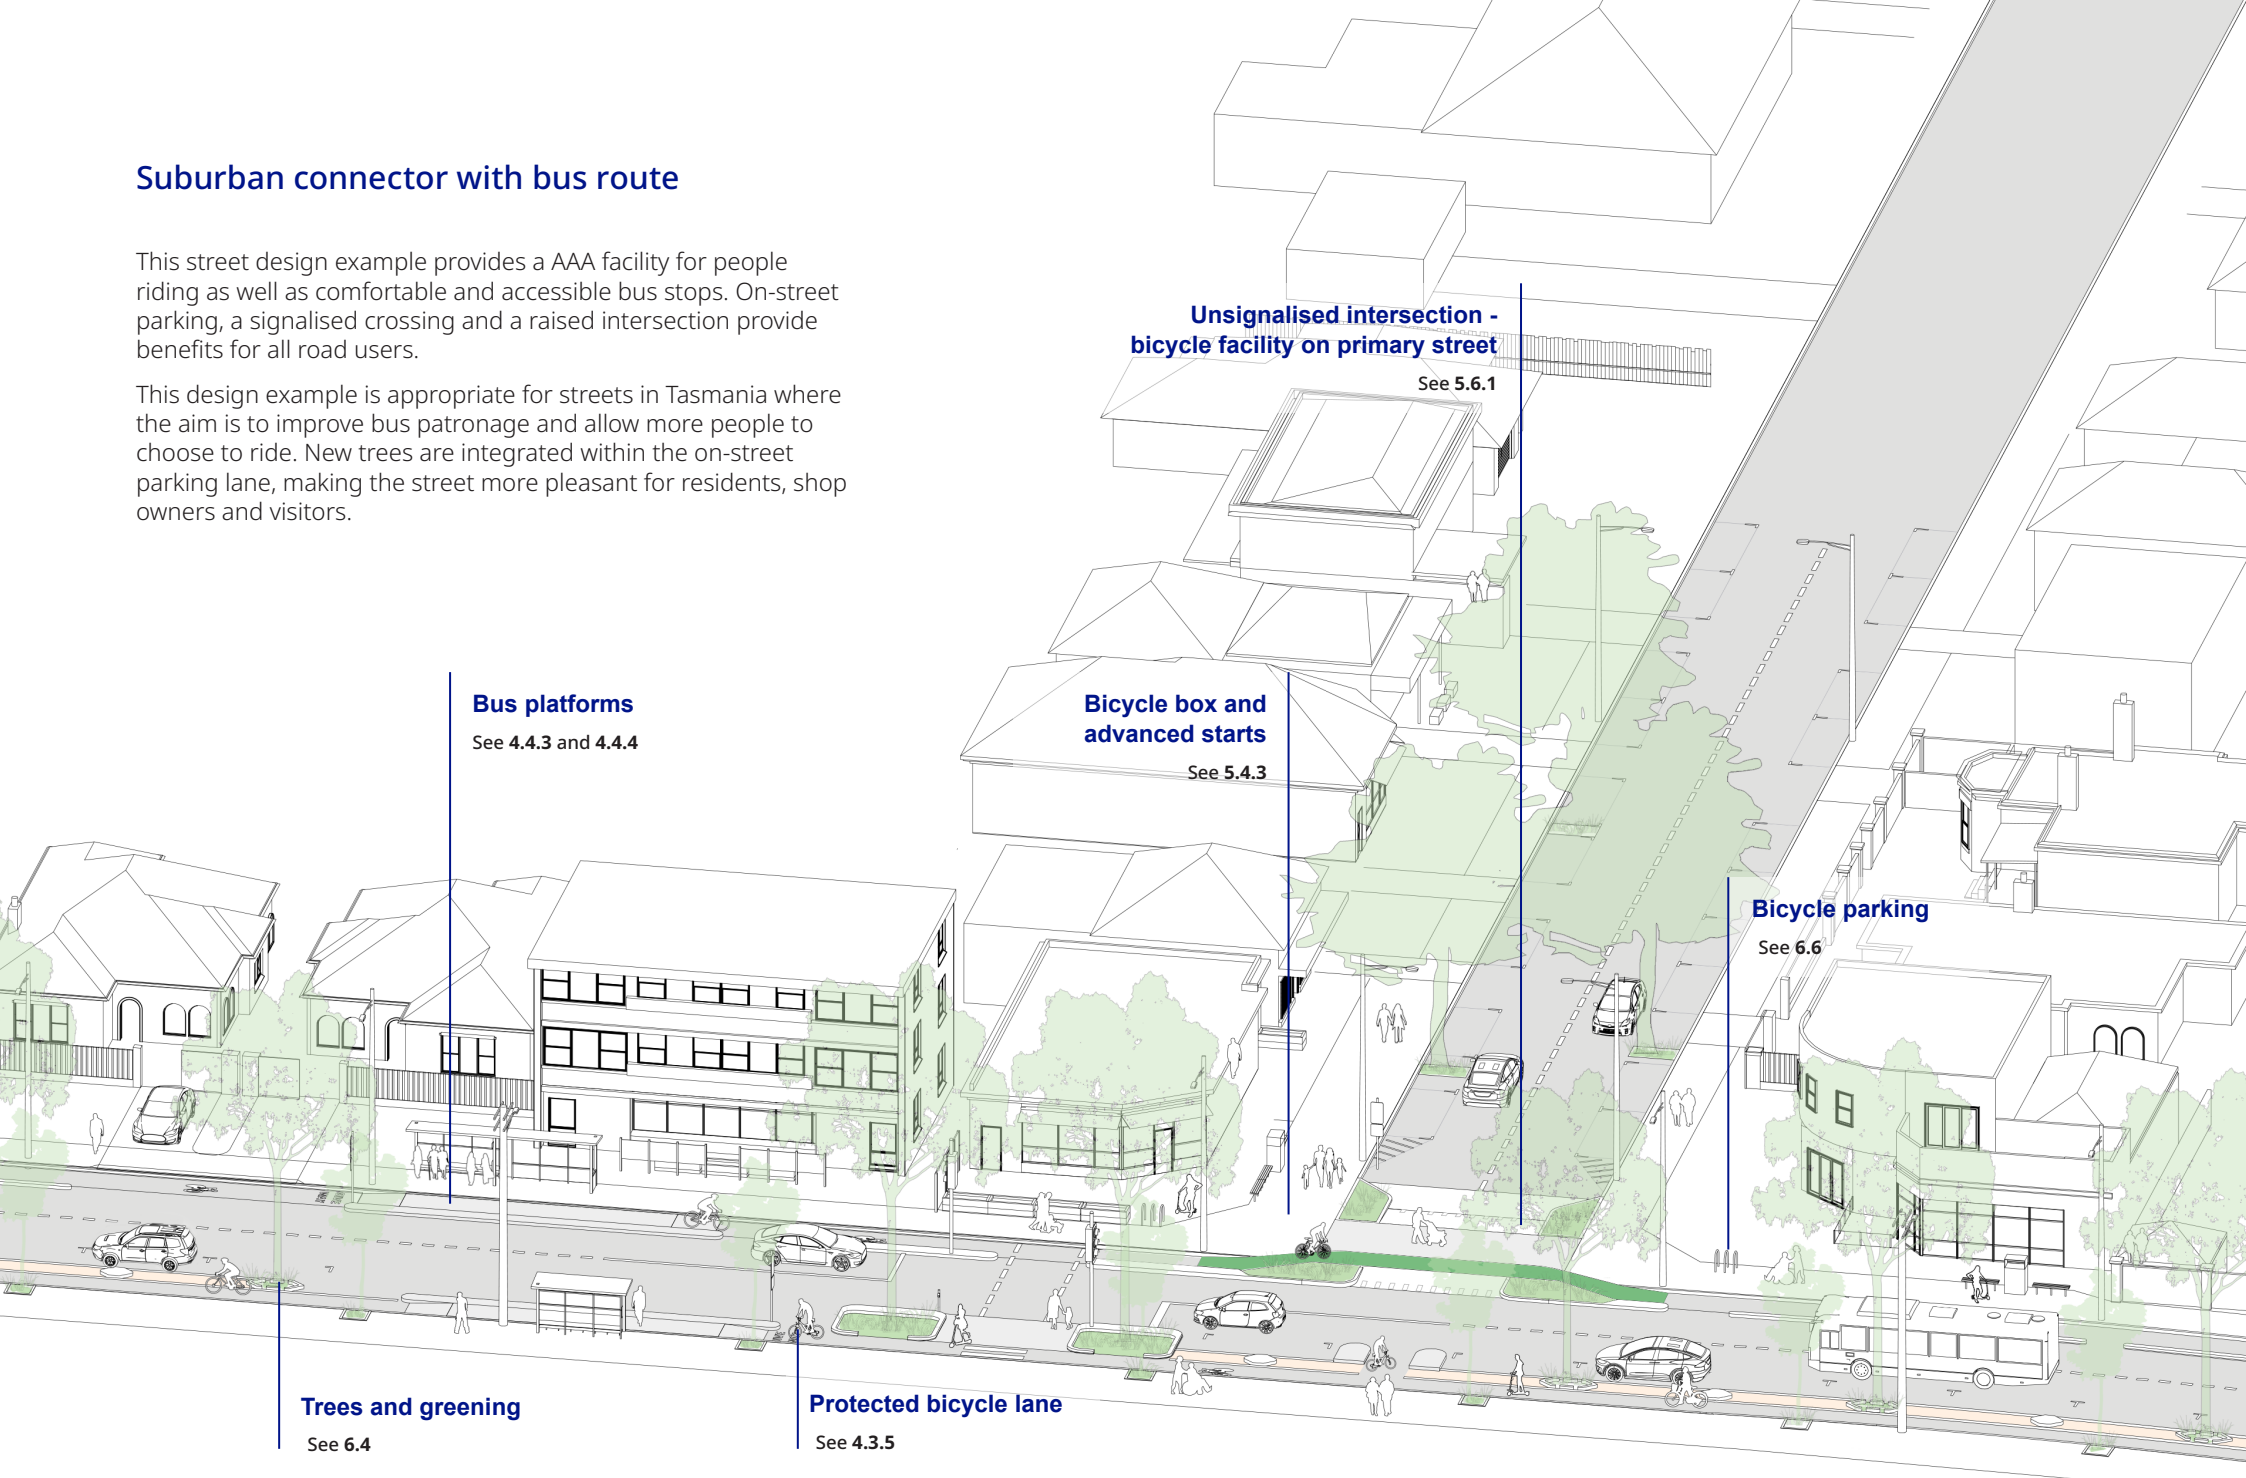 Suburban connector with bus route
This street design example provides a AAA facility for people
riding as well as comfortable and accessible bus stops. On-street
parking, a signalised crossing and a raised intersection provide
benefits for all road users.
This design example is appropriate for streets in Tasmania where
the aim is to improve bus patronage and allow more people to
choose to ride. New trees are integrated within the on-street
parking lane, making the street more pleasant for residents, shop
owners and visitors.
Unsignalised intersection -
bicycle facility on primary street
See 5.6.1
Bus platforms
See 4.4.3 and 4.4.4
Bicycle box and
advanced starts
See 5.4.3
Bicycle parking
See 6.6
Trees and greening
See 6.4
Protected bicycle lane
See 4.3.5